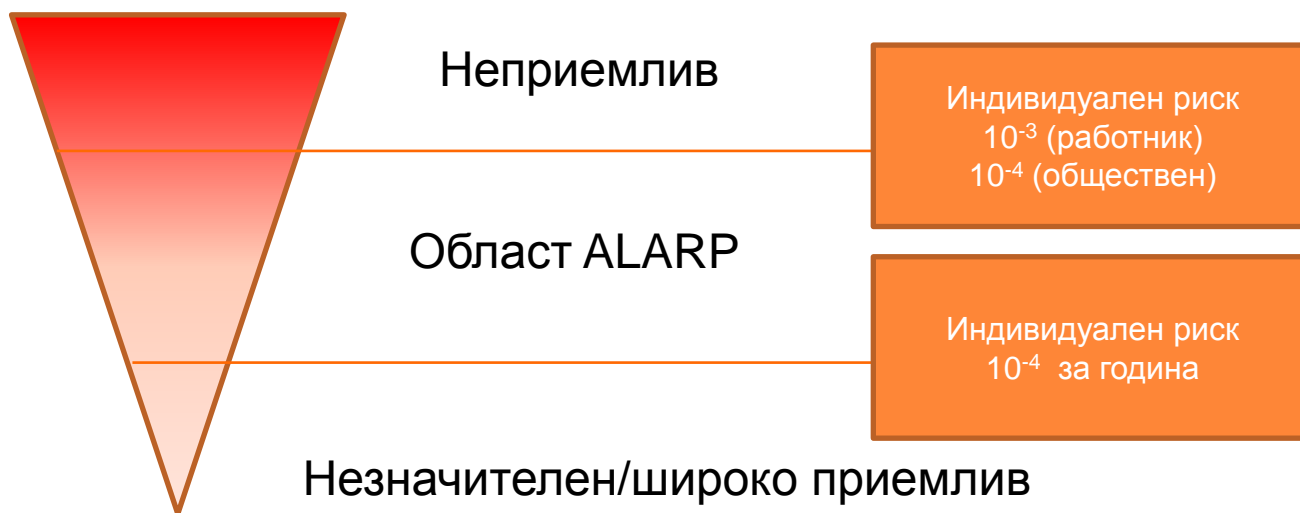 Неприемлив
Индивидуален риск
10⁻³ (работник)
10⁻⁴ (обществен)
Област ALARP
Индивидуален риск
10⁻⁴ за година
Незначителен/широко приемлив